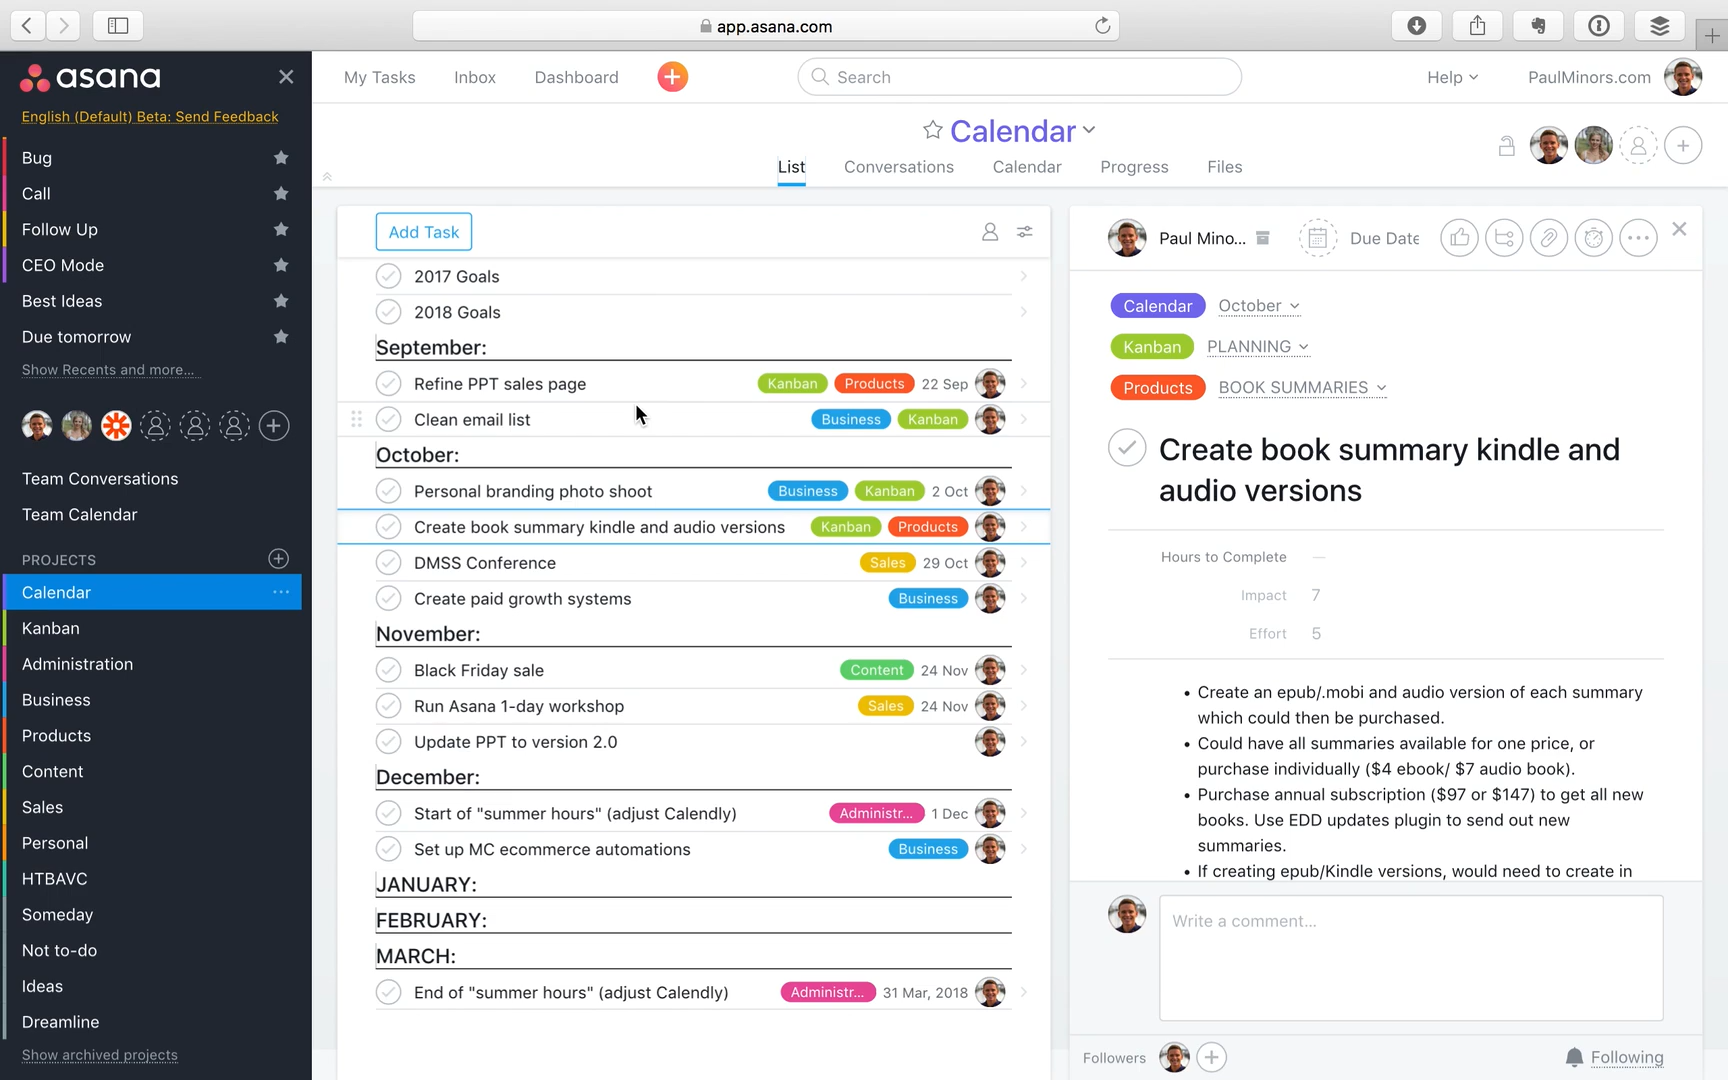 app.asana.com
asana
English (Default) Beta: Send Feedback
Bug
Call
Follow Up
CEO Mode
Best Ideas
Due tomorrow
Show Recents and more...
Team Conversations
Team Calendar
PROJECTS
Calendar
Kanban
Administration
Business
Products
Content
Sales
Personal
HTBAVC
Someday
Not to-do
Ideas
Dreamline
Show archived projects
My Tasks Inbox Dashboard Search Help PaulMinors.com
Calendar
List Conversations Calendar Progress Files
Add Task
2017 Goals
2018 Goals
September:
Refine PPT sales page Kanban Products 22 Sep
Clean email list Business Kanban
October:
Personal branding photo shoot Business Kanban 2 Oct
Create book summary kindle and audio versions Kanban Products
DMSS Conference Sales 29 Oct
Create paid growth systems Business
November:
Black Friday sale Content 24 Nov
Run Asana 1-day workshop Sales 24 Nov
Update PPT to version 2.0
December:
Start of "summer hours" (adjust Calendly) Administr... 1 Dec
Set up MC ecommerce automations Business
JANUARY:
FEBRUARY:
MARCH:
End of "summer hours" (adjust Calendly) Administr... 31 Mar, 2018
Paul Mino... Due Date
Calendar October
Kanban PLANNING
Products BOOK SUMMARIES
Create book summary kindle and
audio versions
Hours to Complete —
Impact 7
Effort 5
• Create an epub/.mobi and audio version of each summary
which could then be purchased.
• Could have all summaries available for one price, or
purchase individually ($4 ebook/ $7 audio book).
• Purchase annual subscription ($97 or $147) to get all new
books. Use EDD updates plugin to send out new
summaries.
• If creating epub/Kindle versions, would need to create in
Write a comment...
Followers Following